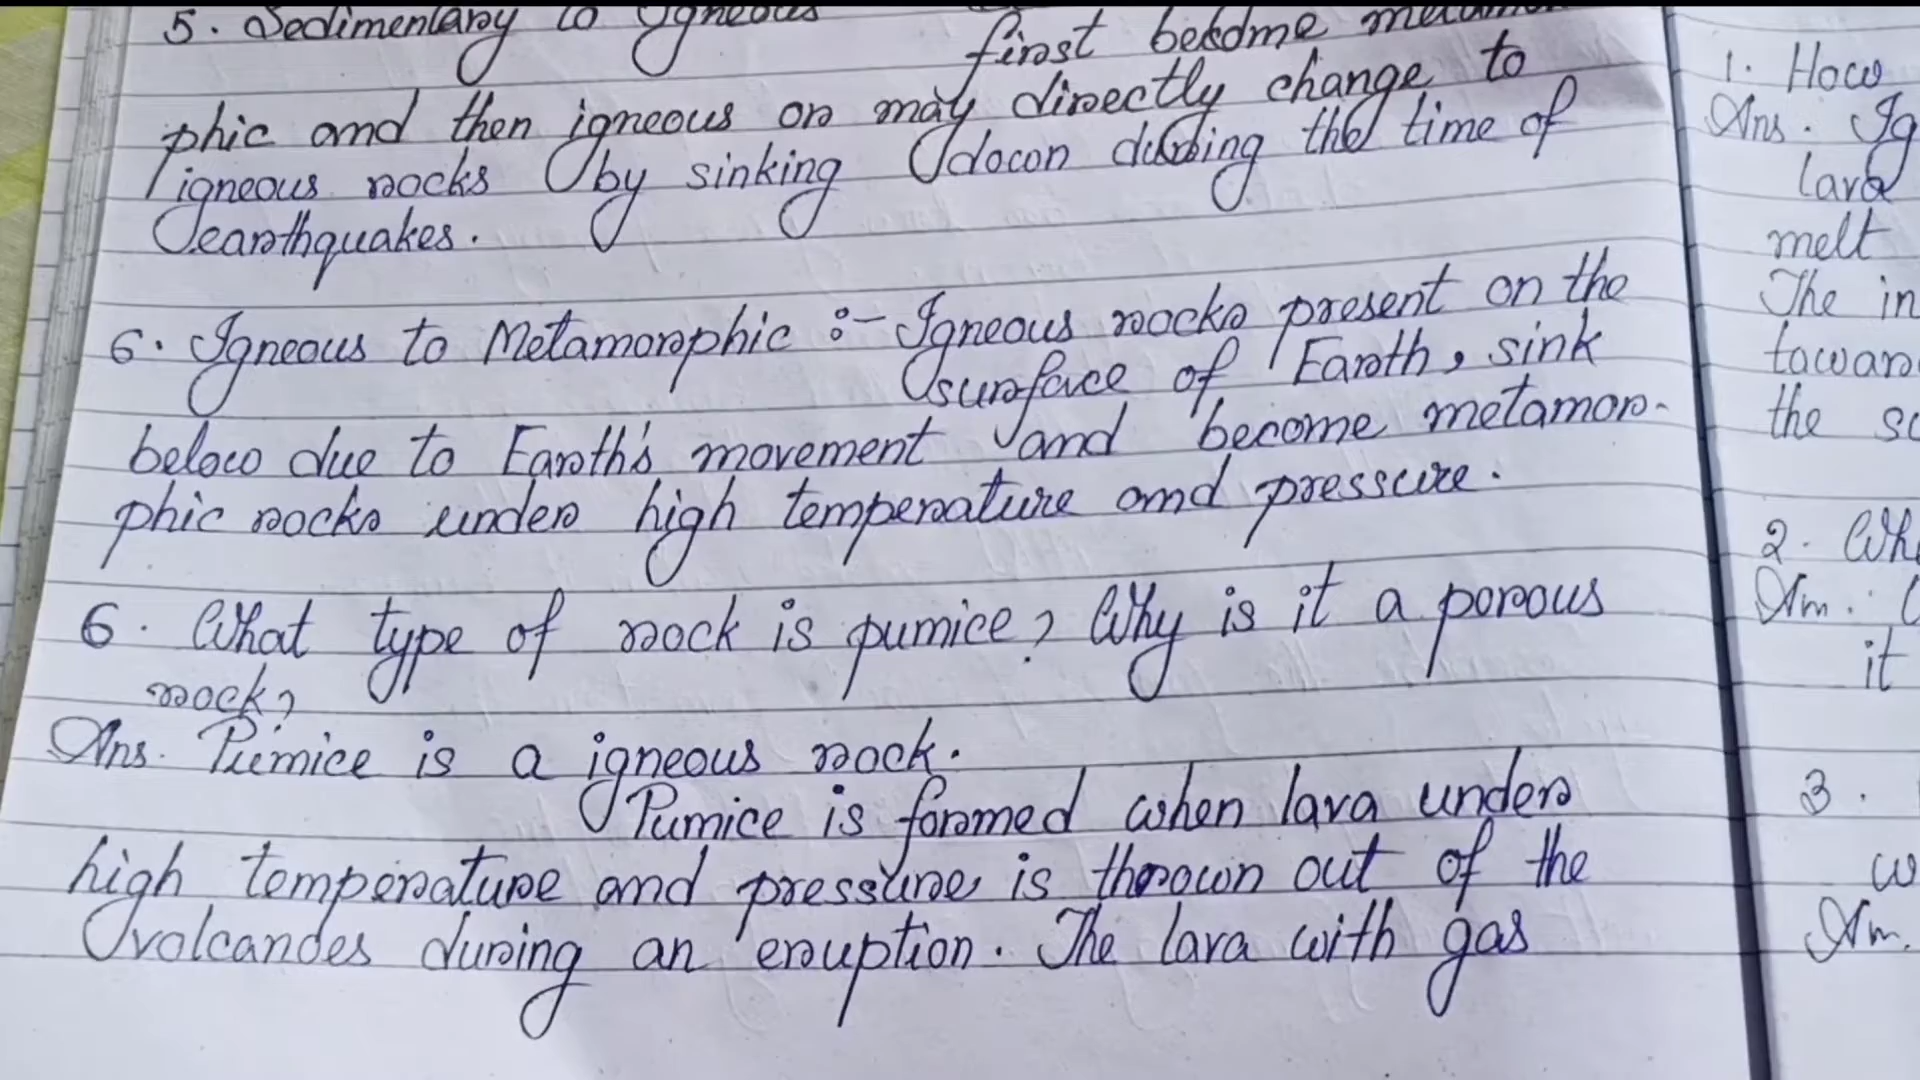 5. Sedimentary to Igneous
first become metamor
phic and then igneous or may directly change to
igneous rocks by sinking down during the time of
earthquakes.
6. Igneous to Metamorphic :- Igneous rocks present on the
surface of Earth, sink
below due to Earth's movement and become metamor-
phic rocks under high temperature and pressure.
6. What type of rock is pumice? Why is it a porous
rock?
Ans. Pumice is a igneous rock.
Pumice is formed when lava under
high temperature and pressure is thrown out of the
volcanoes during an eruption. The lava with gas
1. How
Ans. Ig
lava
melt
The in
towar
the sc
2. Wh
Am.
it
3.
w
Am.